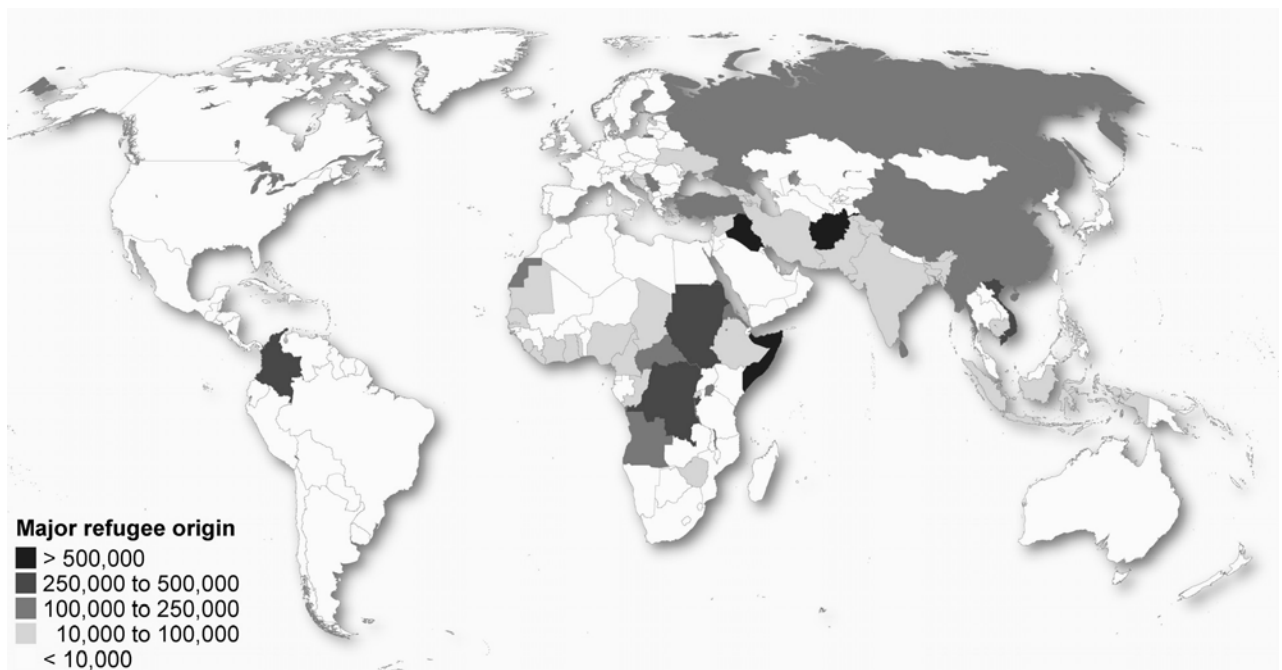 Major refugee origin
> 500,000
250,000 to 500,000
100,000 to 250,000
10,000 to 100,000
< 10,000